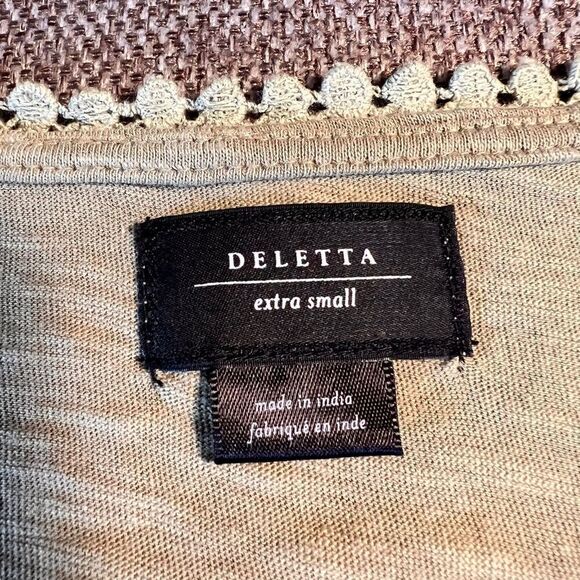 DELETTA
extra small
made in india
fabriqué en inde